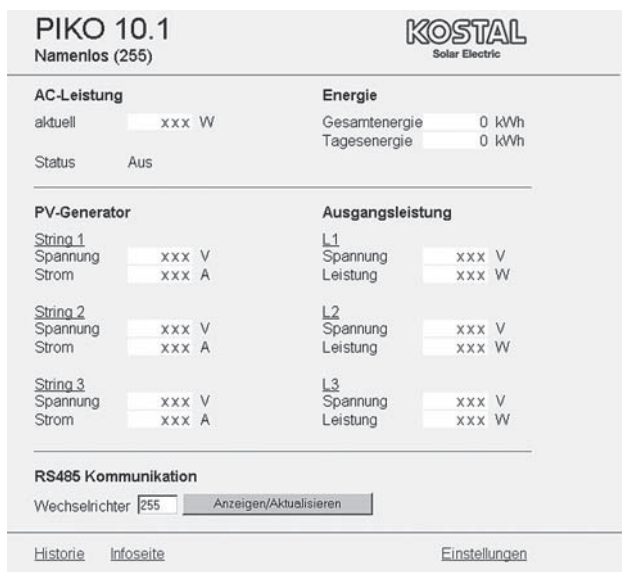 PIKO 10.1
Namenlos (255)
KOSTAL
Solar Electric
AC-Leistung
aktuell xxx W
Status Aus
Energie
Gesamtenergie 0 kWh
Tagesenergie 0 kWh
PV-Generator
String 1
Spannung xxx V
Strom xxx A
String 2
Spannung xxx V
Strom xxx A
String 3
Spannung xxx V
Strom xxx A
Ausgangsleistung
L1
Spannung xxx V
Leistung xxx W
L2
Spannung xxx V
Leistung xxx W
L3
Spannung xxx V
Leistung xxx W
RS485 Kommunikation
Wechselrichter 255 Anzeigen/Aktualisieren
Historie Infoseite Einstellungen